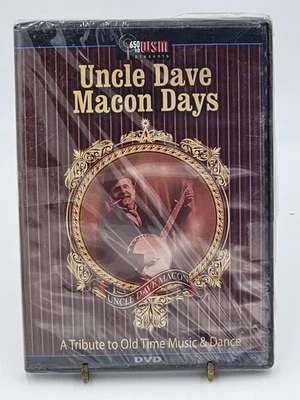 650 WSM
presents
Uncle Dave
Macon Days
UNCLE DAVE MACON
A Tribute to Old Time Music & Dance
DVD